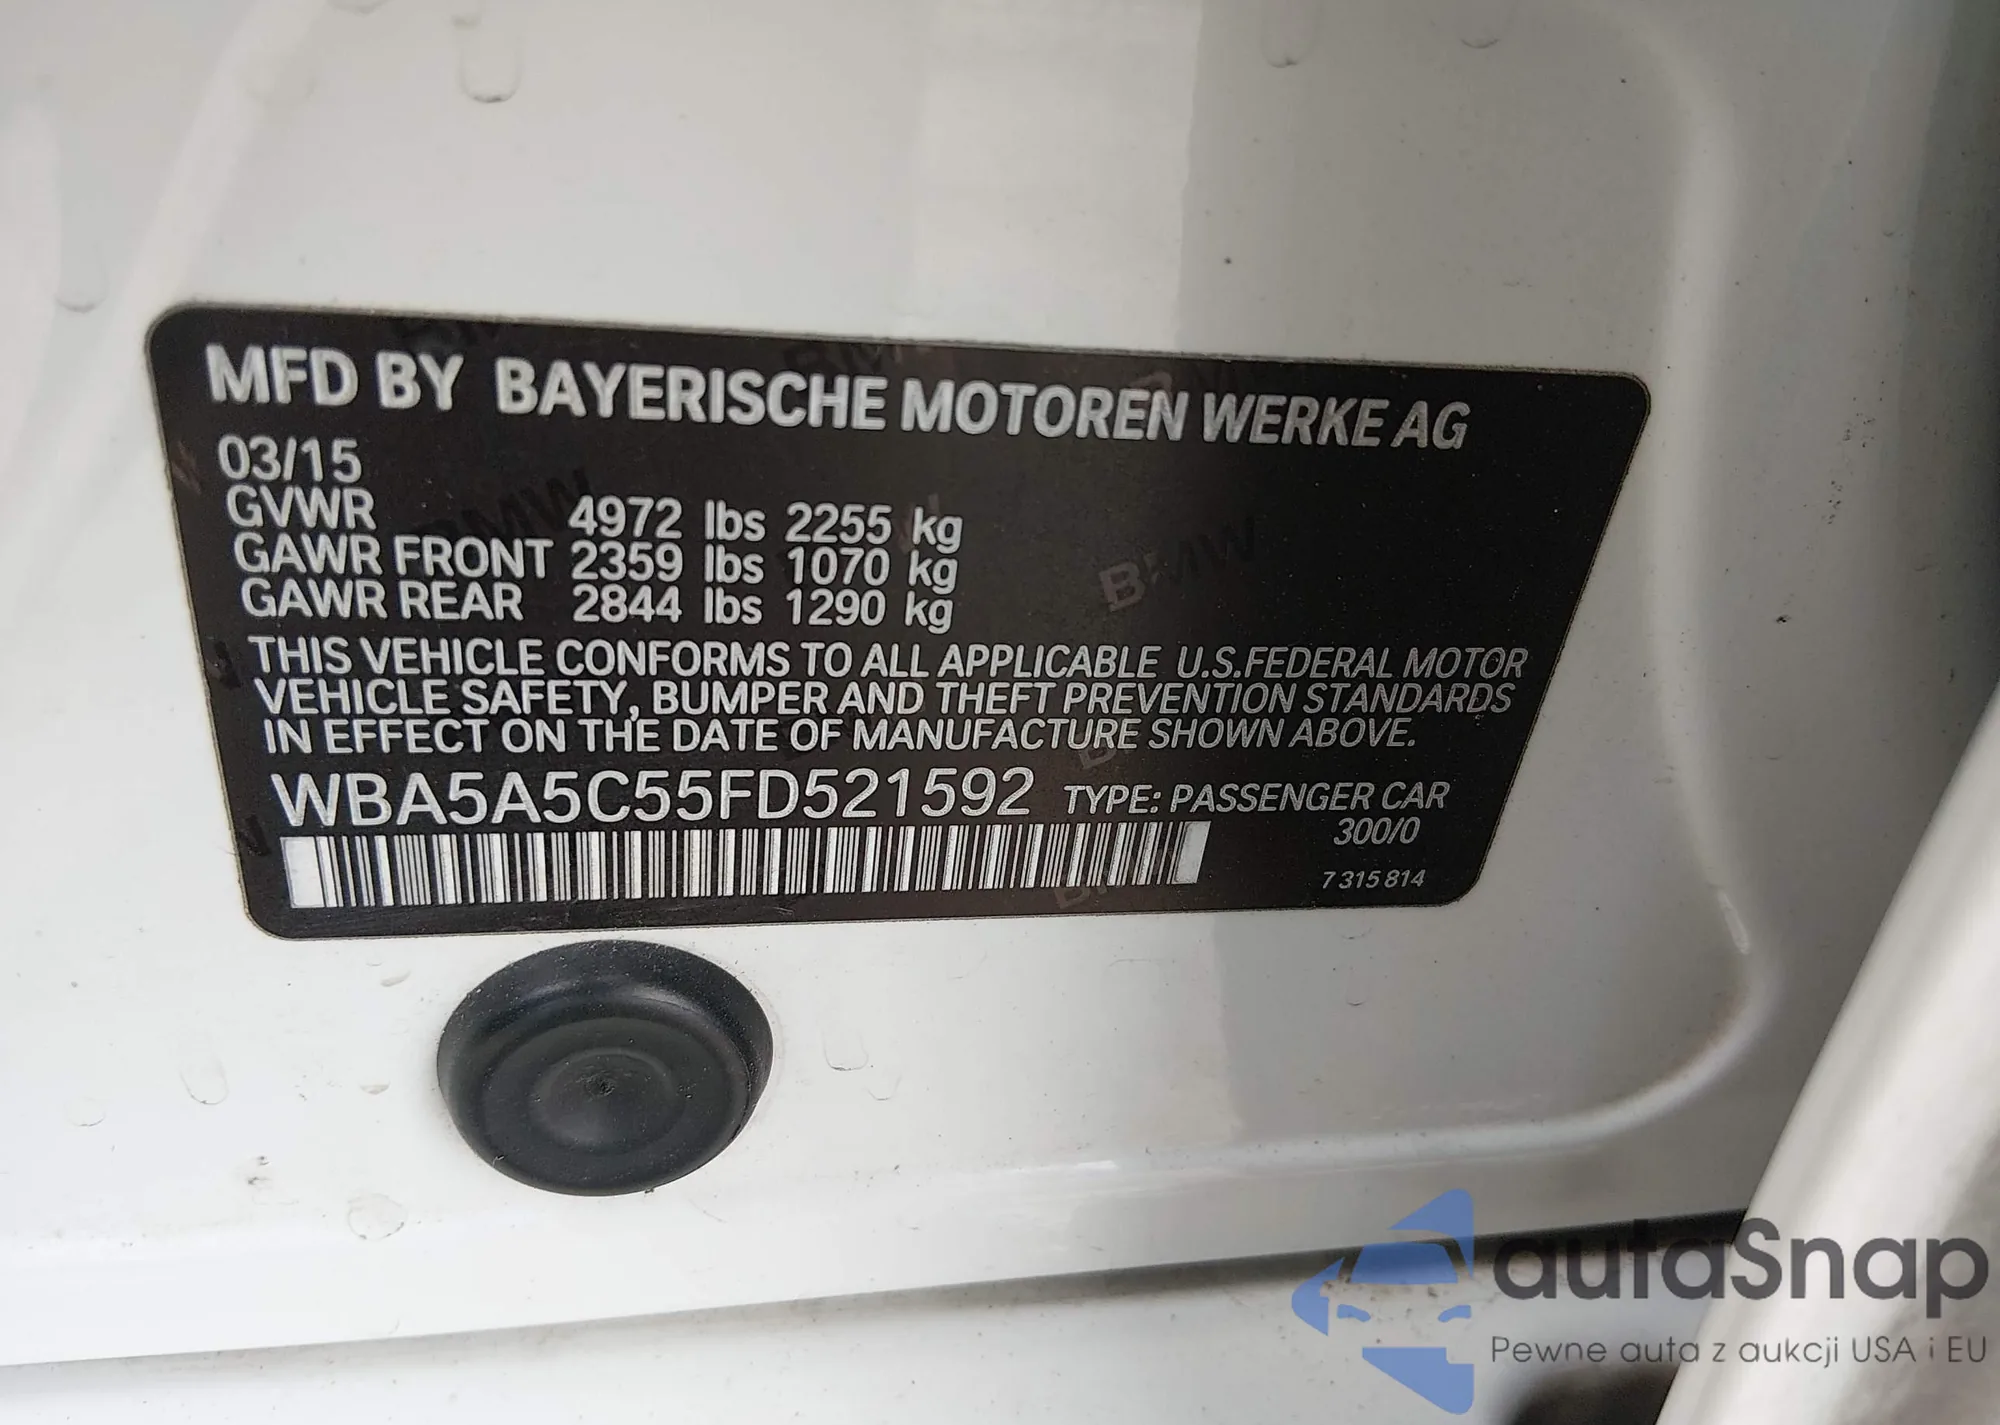 MFD BY BAYERISCHE MOTOREN WERKE AG
03/15
GVWR 4972 lbs 2255 kg
GAWR FRONT 2359 lbs 1070 kg
GAWR REAR 2844 lbs 1290 kg
THIS VEHICLE CONFORMS TO ALL APPLICABLE U.S.FEDERAL MOTOR
VEHICLE SAFETY, BUMPER AND THEFT PREVENTION STANDARDS
IN EFFECT ON THE DATE OF MANUFACTURE SHOWN ABOVE.
WBA5A5C55FD521592 TYPE: PASSENGER CAR
300/0
7 315 814
autaSnap
Pewne auta z aukcji USA i EU